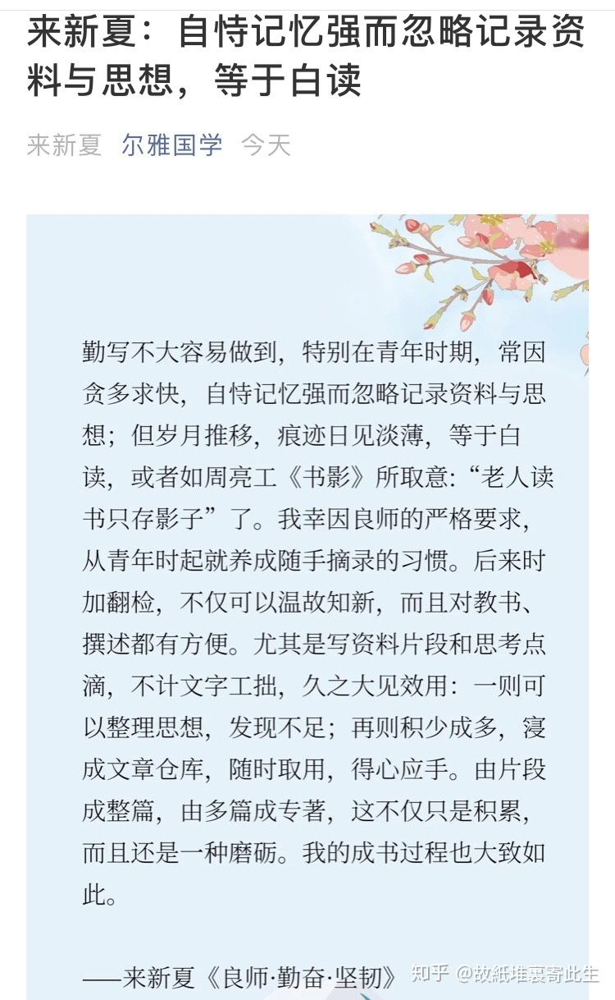 来新夏：自恃记忆强而忽略记录资
料与思想，等于白读
来新夏 尔雅国学 今天
勤写不大容易做到，特别在青年时期，常因
贪多求快，自恃记忆强而忽略记录资料与思
想；但岁月推移，痕迹日见淡薄，等于白
读，或者如周亮工《书影》所取意：“老人读
书只存影子”了。我幸因良师的严格要求，
从青年时起就养成随手摘录的习惯。后来时
加翻检，不仅可以温故知新，而且对教书、
撰述都有方便。尤其是写资料片段和思考点
滴，不计文字工拙，久之大见效用：一则可
以整理思想，发现不足；再则积少成多，寖
成文章仓库，随时取用，得心应手。由片段
成整篇，由多篇成专著，这不仅只是积累，
而且还是一种磨砺。我的成书过程也大致如
此。
——来新夏《良师·勤奋·坚韧》
知乎 @故紙堆裏寄此生